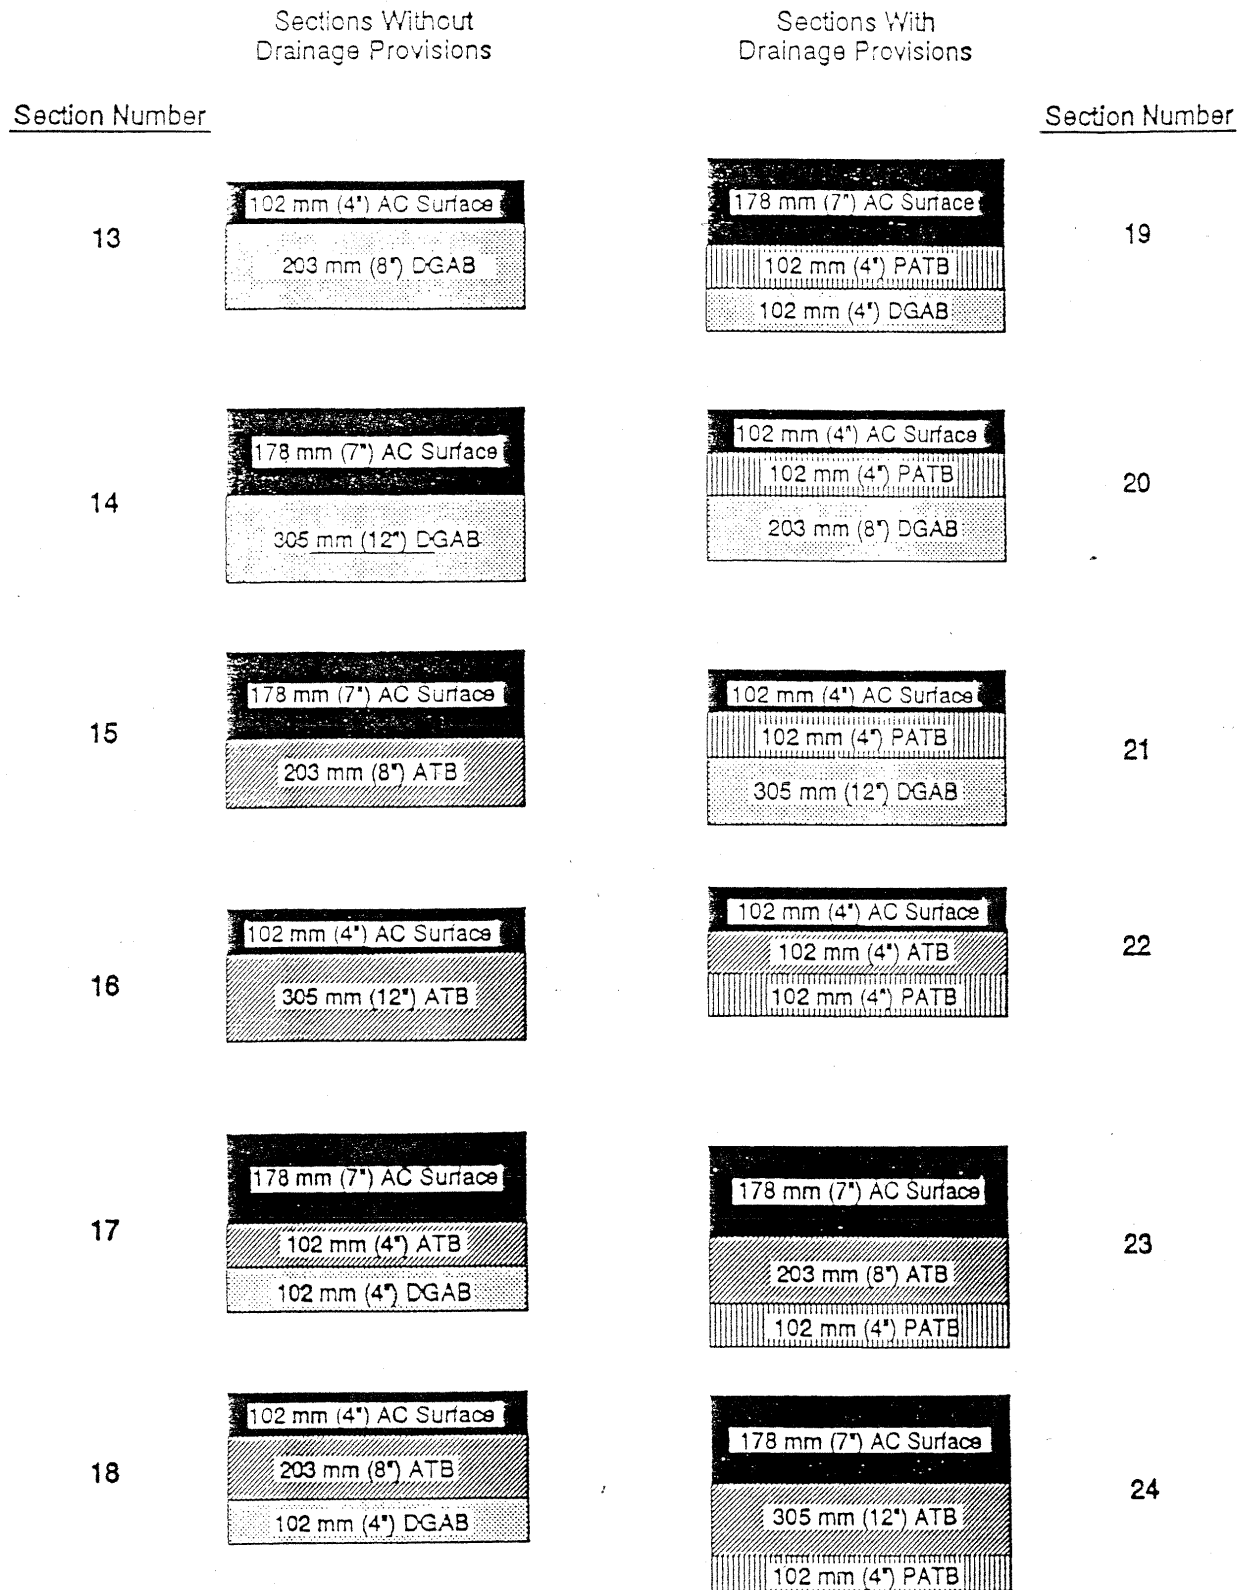 Sections Without
Drainage Provisions
Sections With
Drainage Provisions
Section Number
Section Number
13
102 mm (4") AC Surface
203 mm (8") DGAB
14
178 mm (7") AC Surface
305 mm (12") DGAB
15
178 mm (7") AC Surface
203 mm (8") ATB
16
102 mm (4") AC Surface
305 mm (12") ATB
17
178 mm (7") AC Surface
102 mm (4") ATB
102 mm (4") DGAB
18
102 mm (4") AC Surface
203 mm (8") ATB
102 mm (4") DGAB
178 mm (7") AC Surface
102 mm (4") PATB
102 mm (4") DGAB
19
102 mm (4") AC Surface
102 mm (4") PATB
203 mm (8") DGAB
20
102 mm (4") AC Surface
102 mm (4") PATB
305 mm (12") DGAB
21
102 mm (4") AC Surface
102 mm (4") ATB
102 mm (4") PATB
22
178 mm (7") AC Surface
203 mm (8") ATB
102 mm (4") PATB
23
178 mm (7") AC Surface
305 mm (12") ATB
102 mm (4") PATB
24